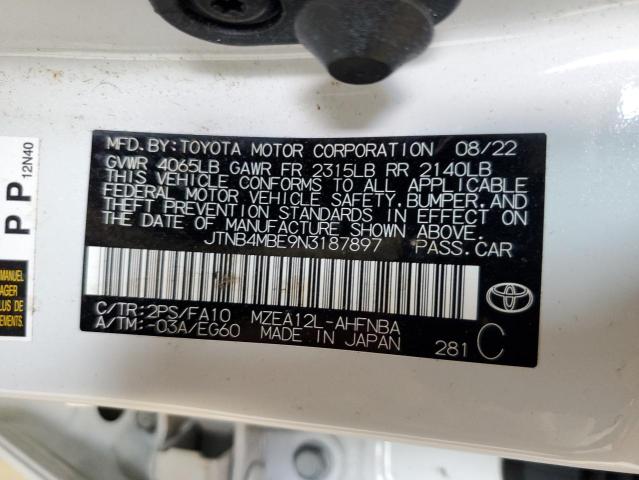 MFD. BY: TOYOTA MOTOR CORPORATION 08/22
GVWR 4065LB GAWR FR 2315LB RR 2140LB
THIS VEHICLE CONFORMS TO ALL APPLICABLE
FEDERAL MOTOR VEHICLE SAFETY, BUMPER, AND
THEFT PREVENTION STANDARDS IN EFFECT ON
THE DATE OF MANUFACTURE SHOWN ABOVE.
JTNB4MBE9N3187897 PASS. CAR
C/TR: 2PS/FA10 MZEA12L-AHFNBA
A/TM: -03A/EG60 MADE IN JAPAN
281 C
P P
12N40